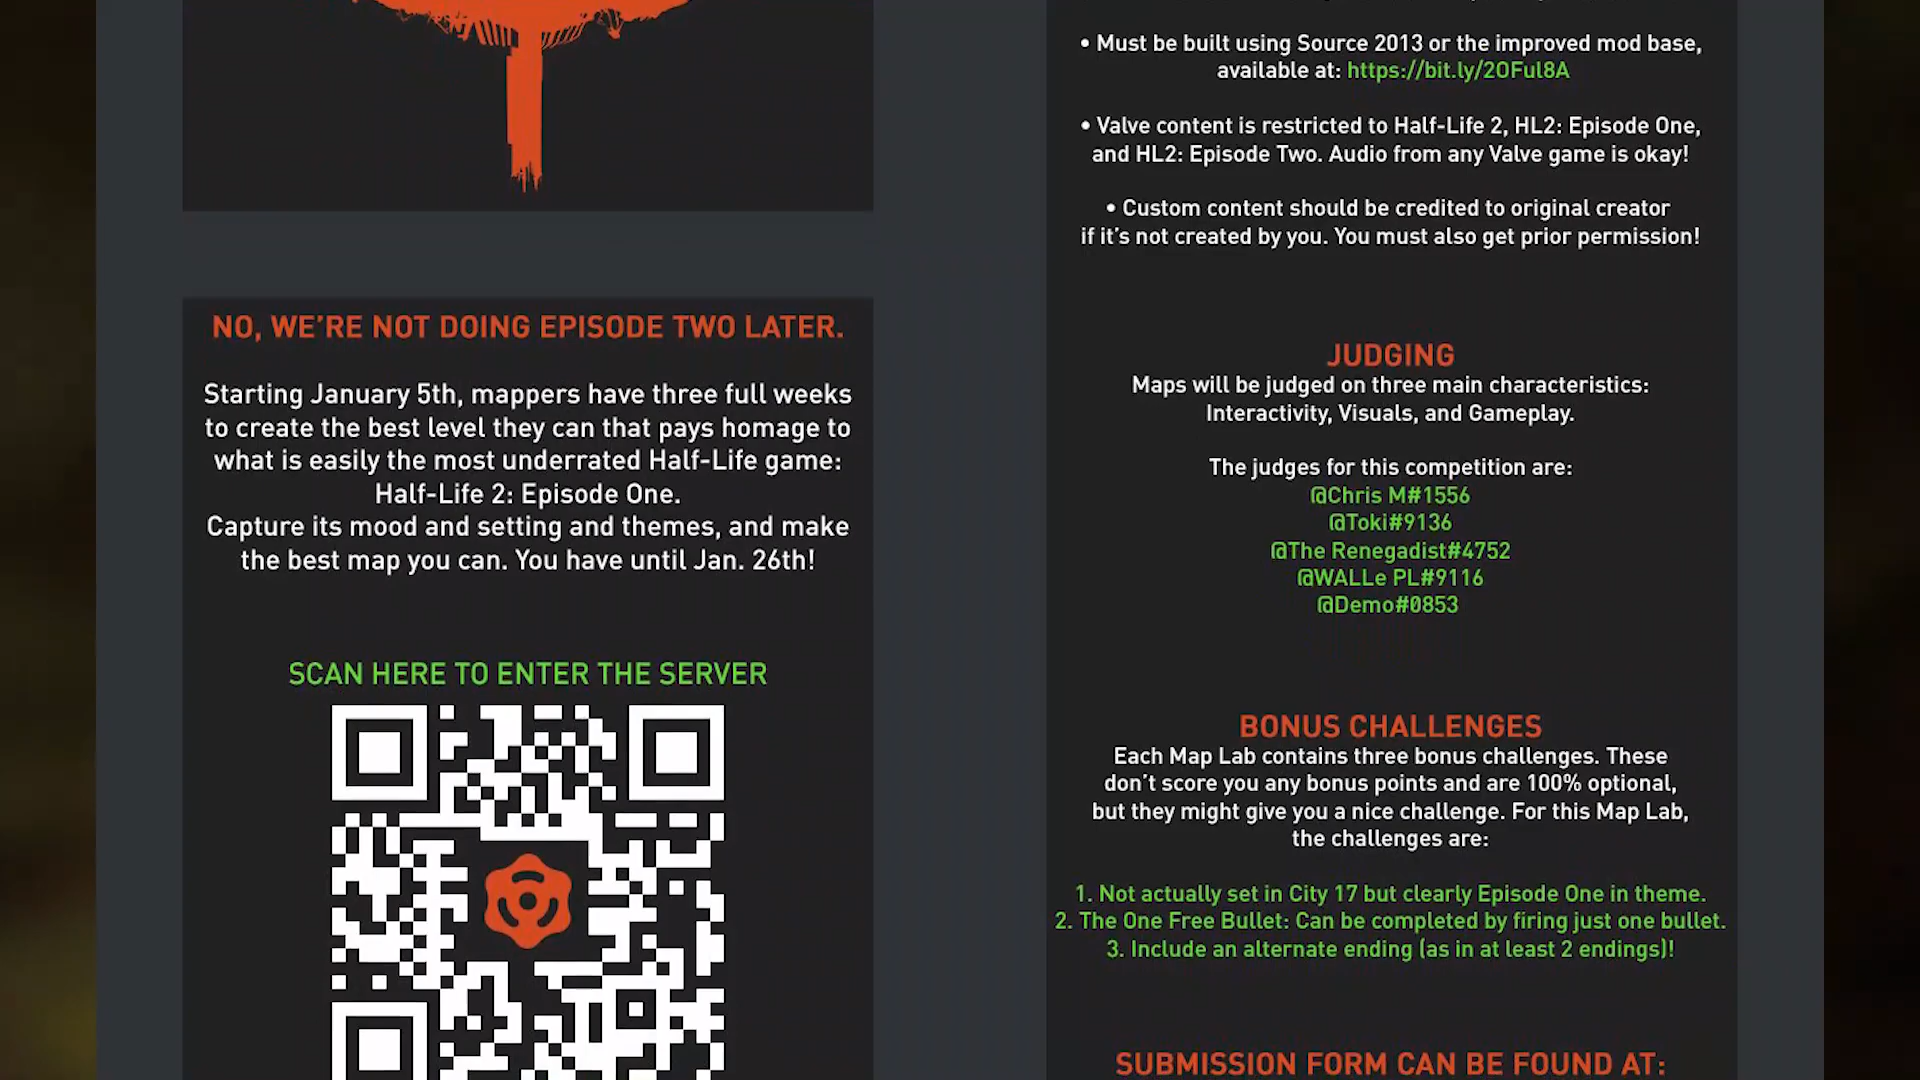 NO, WE'RE NOT DOING EPISODE TWO LATER.
Starting January 5th, mappers have three full weeks
to create the best level they can that pays homage to
what is easily the most underrated Half-Life game:
Half-Life 2: Episode One.
Capture its mood and setting and themes, and make
the best map you can. You have until Jan. 26th!
SCAN HERE TO ENTER THE SERVER
• Must be built using Source 2013 or the improved mod base,
available at: https://bit.ly/2OFul8A
• Valve content is restricted to Half-Life 2, HL2: Episode One,
and HL2: Episode Two. Audio from any Valve game is okay!
• Custom content should be credited to original creator
if it's not created by you. You must also get prior permission!
JUDGING
Maps will be judged on three main characteristics:
Interactivity, Visuals, and Gameplay.
The judges for this competition are:
@Chris M#1556
@Toki#9136
@The Renegadist#4752
@WALLe PL#9116
@Demo#0853
BONUS CHALLENGES
Each Map Lab contains three bonus challenges. These
don't score you any bonus points and are 100% optional,
but they might give you a nice challenge. For this Map Lab,
the challenges are:
1. Not actually set in City 17 but clearly Episode One in theme.
2. The One Free Bullet: Can be completed by firing just one bullet.
3. Include an alternate ending (as in at least 2 endings)!
SUBMISSION FORM CAN BE FOUND AT: